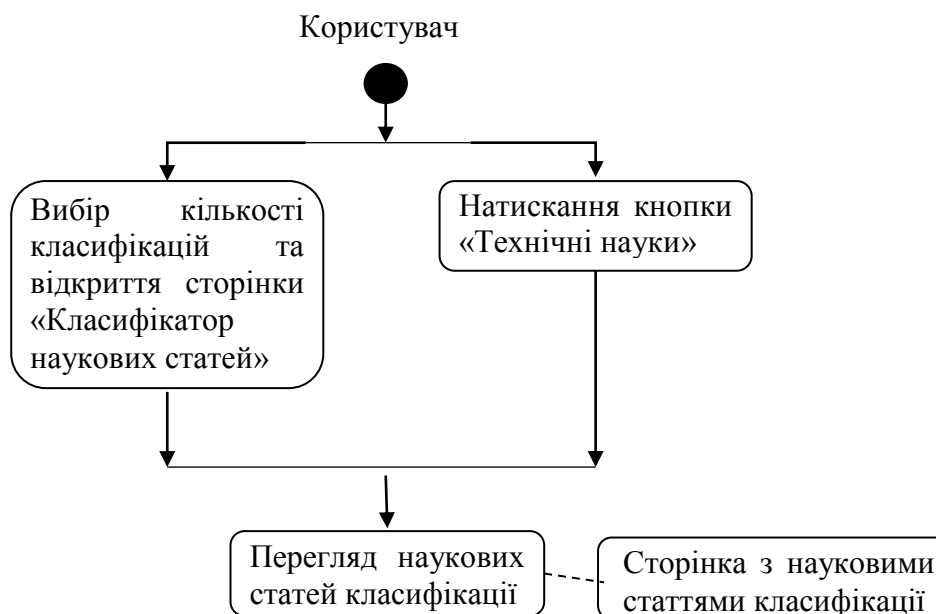 Користувач
Вибір кількості
класифікацій та
відкриття сторінки
«Класифікатор
наукових статей»
Натискання кнопки
«Технічні науки»
Перегляд наукових
статей класифікації
Сторінка з науковими
статтями класифікації